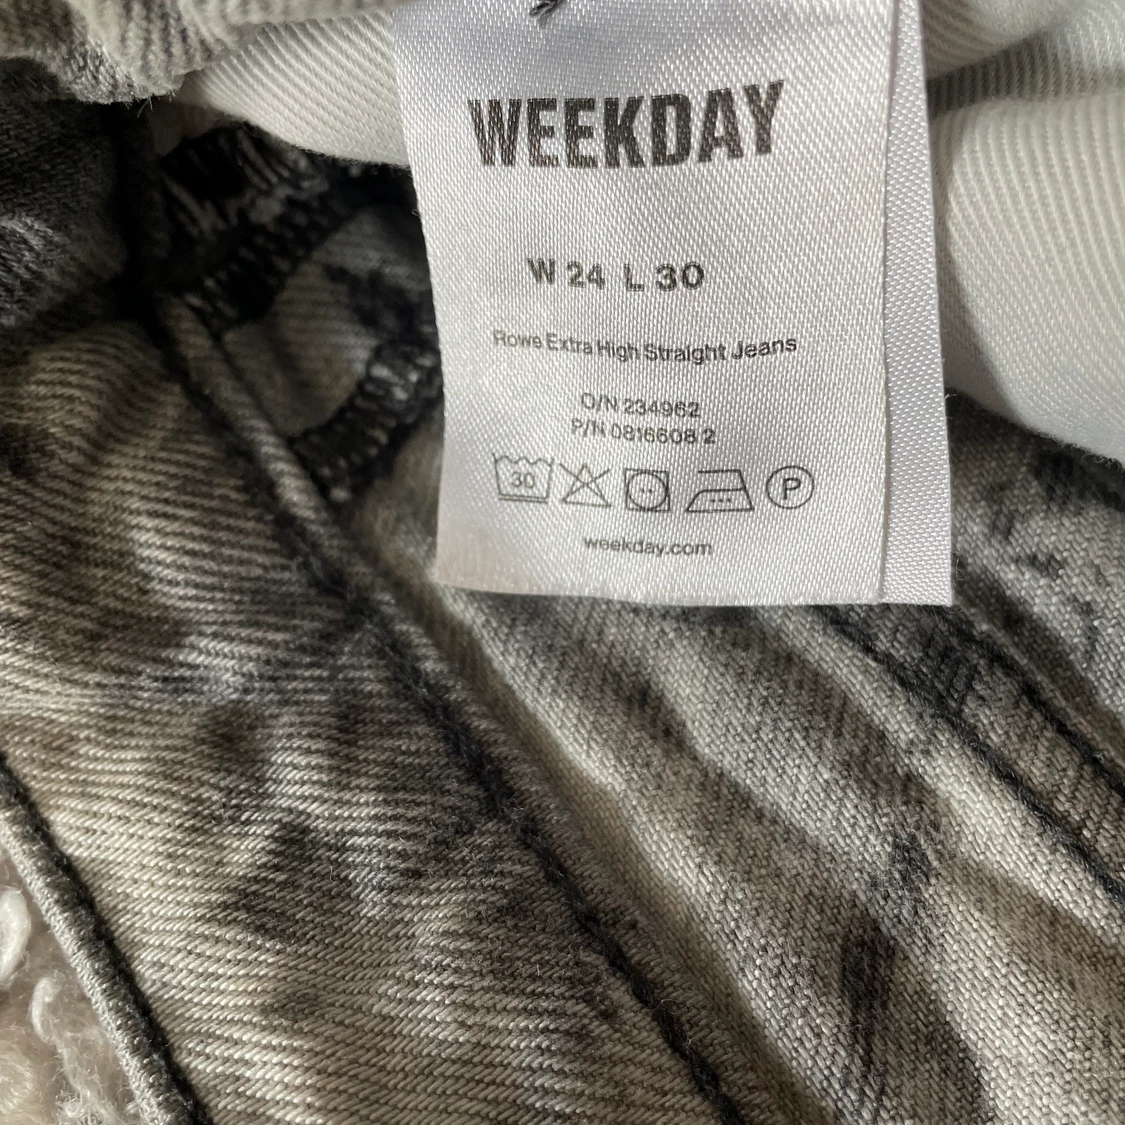 WEEKDAY
W 24 L 30
Rowe Extra High Straight Jeans
O/N 234962
P/N 0816608 2
30 P
weekday.com